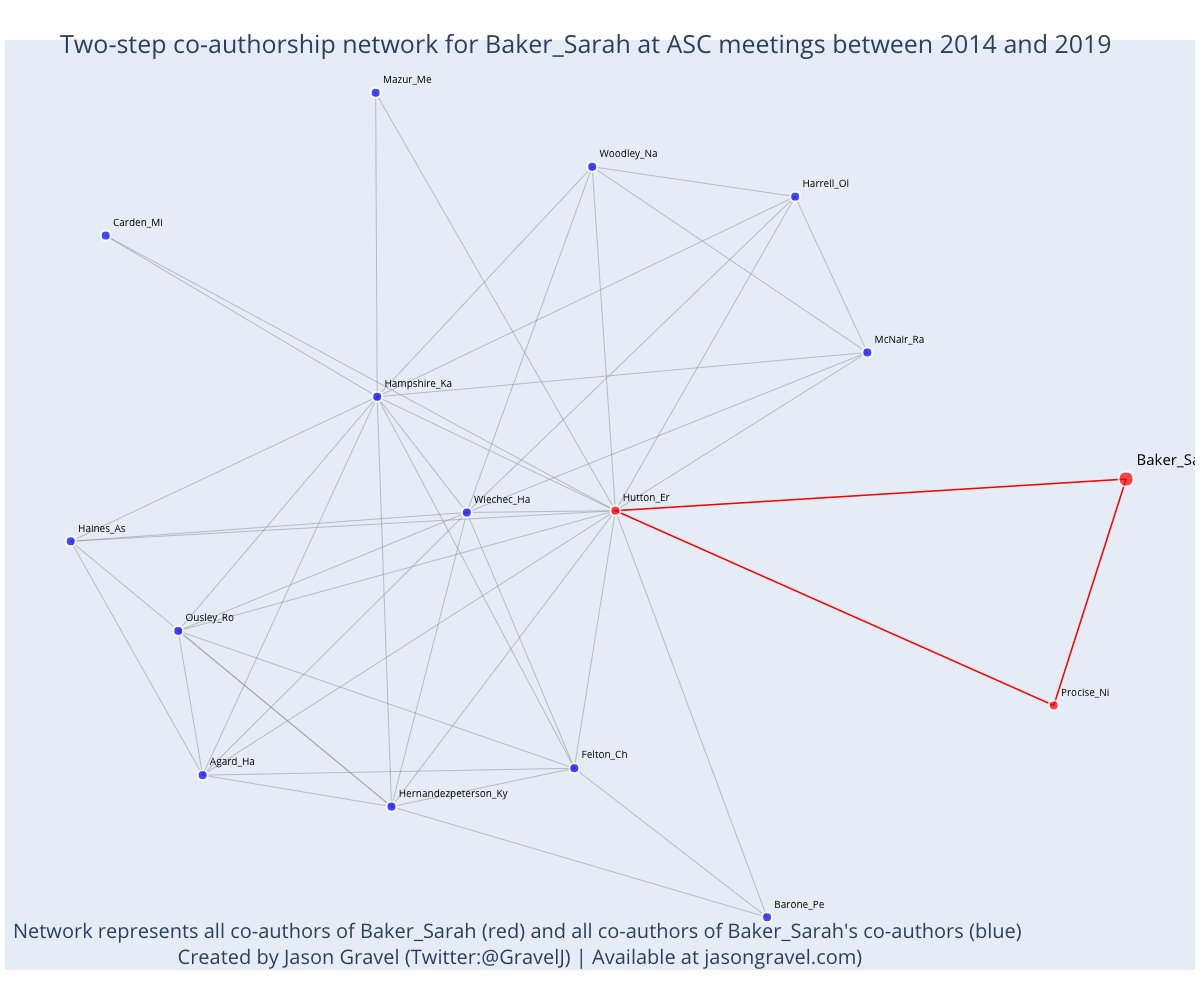 Two-step co-authorship network for Baker_Sarah at ASC meetings between 2014 and 2019
Mazur_Me
Woodley_Na
Harrell_Ol
Carden_Mi
McNair_Ra
Hampshire_Ka
Baker_Sa
Wiechec_Ha
Hutton_Er
Haines_As
Ousley_Ro
Procise_Ni
Agard_Ha
Felton_Ch
Hernandezpeterson_Ky
Barone_Pe
Network represents all co-authors of Baker_Sarah (red) and all co-authors of Baker_Sarah's co-authors (blue)
Created by Jason Gravel (Twitter:@GravelJ) | Available at jasongravel.com)